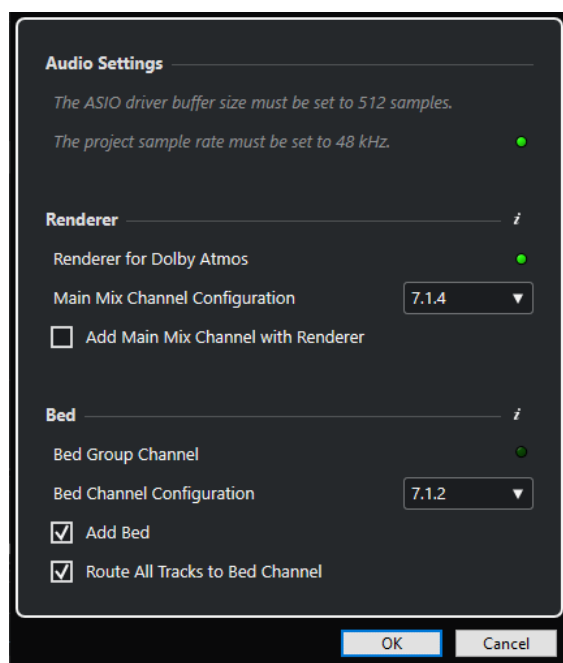 Audio Settings
The ASIO driver buffer size must be set to 512 samples.
The project sample rate must be set to 48 kHz.
Renderer i
Renderer for Dolby Atmos
Main Mix Channel Configuration 7.1.4
Add Main Mix Channel with Renderer
Bed i
Bed Group Channel
Bed Channel Configuration 7.1.2
Add Bed
Route All Tracks to Bed Channel
OK Cancel